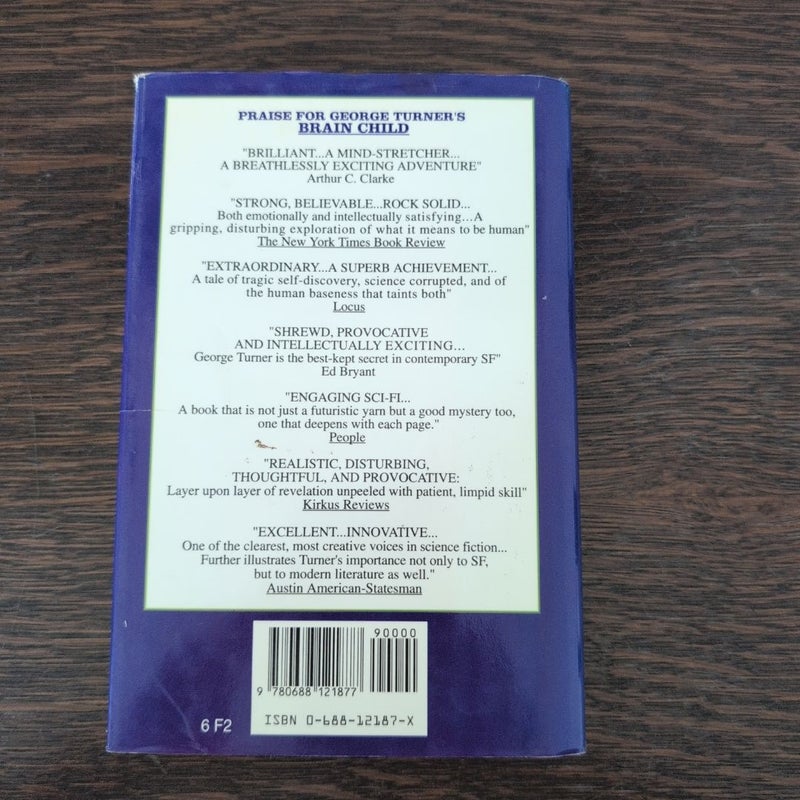 PRAISE FOR GEORGE TURNER'S
BRAIN CHILD
"BRILLIANT...A MIND-STRETCHER...
A BREATHLESSLY EXCITING ADVENTURE"
Arthur C. Clarke
"STRONG, BELIEVABLE...ROCK SOLID...
Both emotionally and intellectually satisfying...A
gripping, disturbing exploration of what it means to be human"
The New York Times Book Review
"EXTRAORDINARY...A SUPERB ACHIEVEMENT...
A tale of tragic self-discovery, science corrupted, and of
the human baseness that taints both"
Locus
"SHREWD, PROVOCATIVE
AND INTELLECTUALLY EXCITING...
George Turner is the best-kept secret in contemporary SF"
Ed Bryant
"ENGAGING SCI-FI...
A book that is not just a futuristic yarn but a good mystery too,
one that deepens with each page."
People
"REALISTIC, DISTURBING,
THOUGHTFUL, AND PROVOCATIVE:
Layer upon layer of revelation unpeeled with patient, limpid skill"
Kirkus Reviews
"EXCELLENT...INNOVATIVE...
One of the clearest, most creative voices in science fiction...
Further illustrates Turner's importance not only to SF,
but to modern literature as well."
Austin American-Statesman
90000
9 780688 121877
ISBN 0-688-12187-X
6 F2